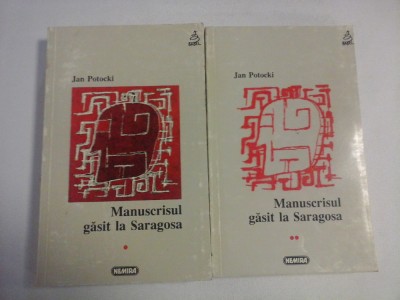 Jan Potocki
Manuscrisul
găsit la Saragosa
*
NEMIRA
Jan Potocki
Manuscrisul
găsit la Saragosa
**
NEMIRA